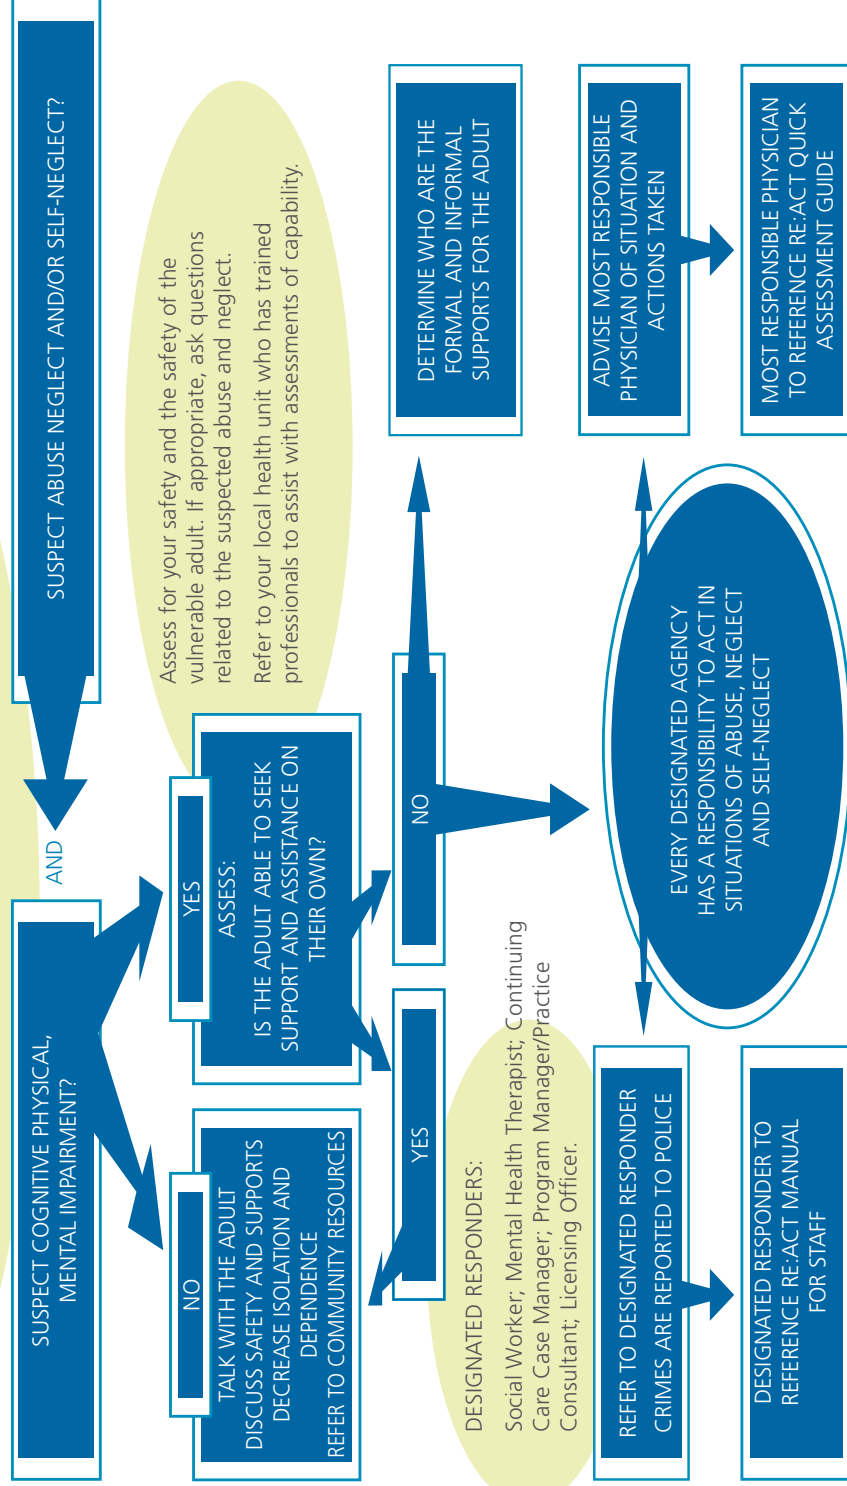 SUSPECT COGNITIVE PHYSICAL,
MENTAL IMPAIRMENT?
AND
SUSPECT ABUSE NEGLECT AND/OR SELF-NEGLECT?
NO
TALK WITH THE ADULT
DISCUSS SAFETY AND SUPPORTS
DECREASE ISOLATION AND
DEPENDENCE
REFER TO COMMUNITY RESOURCES
YES
ASSESS:
IS THE ADULT ABLE TO SEEK
SUPPORT AND ASSISTANCE ON
THEIR OWN?
Assess for your safety and the safety of the
vulnerable adult. If appropriate, ask questions
related to the suspected abuse and neglect.
Refer to your local health unit who has trained
professionals to assist with assessments of capability.
YES
NO
DETERMINE WHO ARE THE
FORMAL AND INFORMAL
SUPPORTS FOR THE ADULT
DESIGNATED RESPONDERS:
Social Worker; Mental Health Therapist; Continuing
Care Case Manager; Program Manager/Practice
Consultant; Licensing Officer.
REFER TO DESIGNATED RESPONDER
CRIMES ARE REPORTED TO POLICE
EVERY DESIGNATED AGENCY
HAS A RESPONSIBILITY TO ACT IN
SITUATIONS OF ABUSE, NEGLECT
AND SELF-NEGLECT
ADVISE MOST RESPONSIBLE
PHYSICIAN OF SITUATION AND
ACTIONS TAKEN
DESIGNATED RESPONDER TO
REFERENCE RE:ACT MANUAL
FOR STAFF
MOST RESPONSIBLE PHYSICIAN
TO REFERENCE RE:ACT QUICK
ASSESSMENT GUIDE